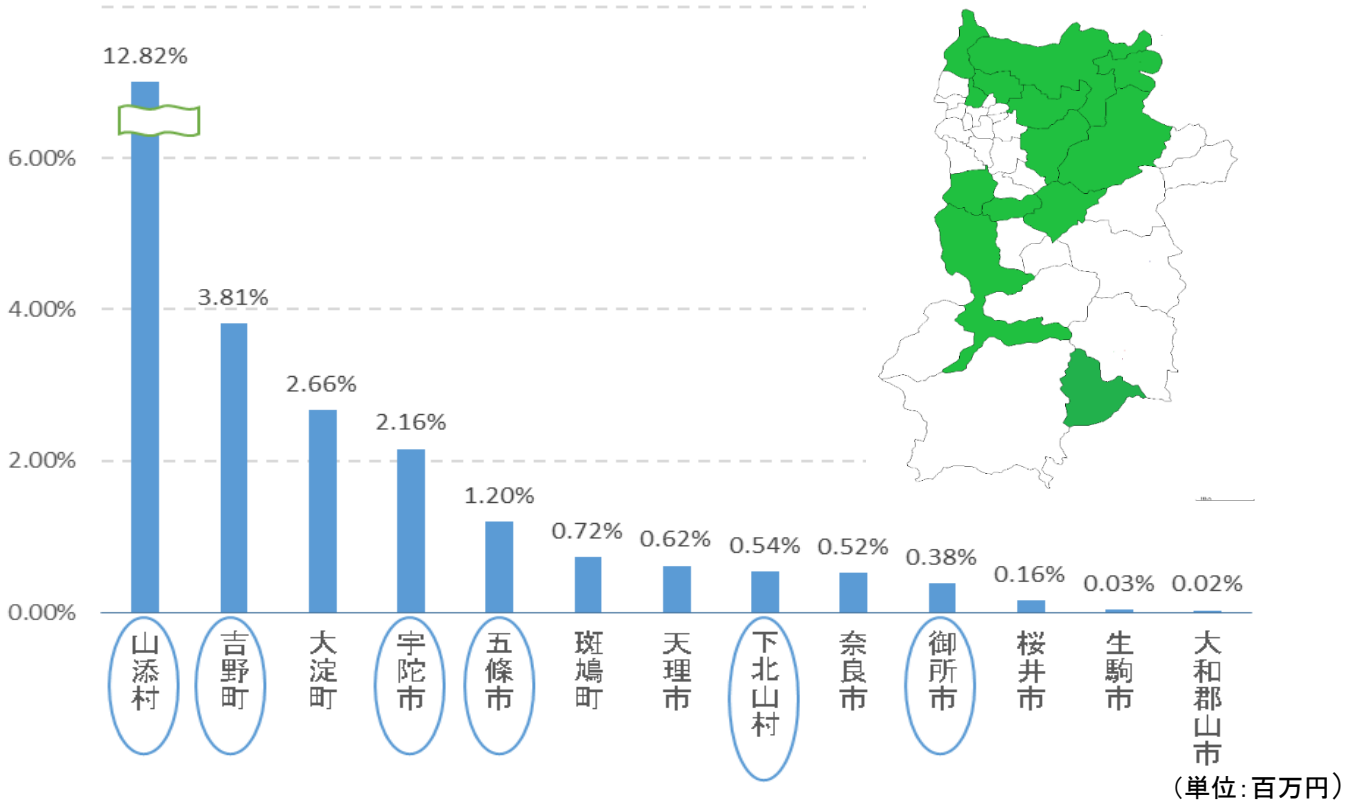 12.82%
6.00%
3.81%
4.00%
2.66%
2.16%
2.00%
1.20%
0.72%
0.62%
0.54%
0.52%
0.38%
0.16%
0.03%
0.02%
0.00%
山添村
吉野町
大淀町
宇陀市
五條市
斑鳩町
天理市
下北山村
奈良市
御所市
桜井市
生駒市
大和郡山市
（単位：百万円）